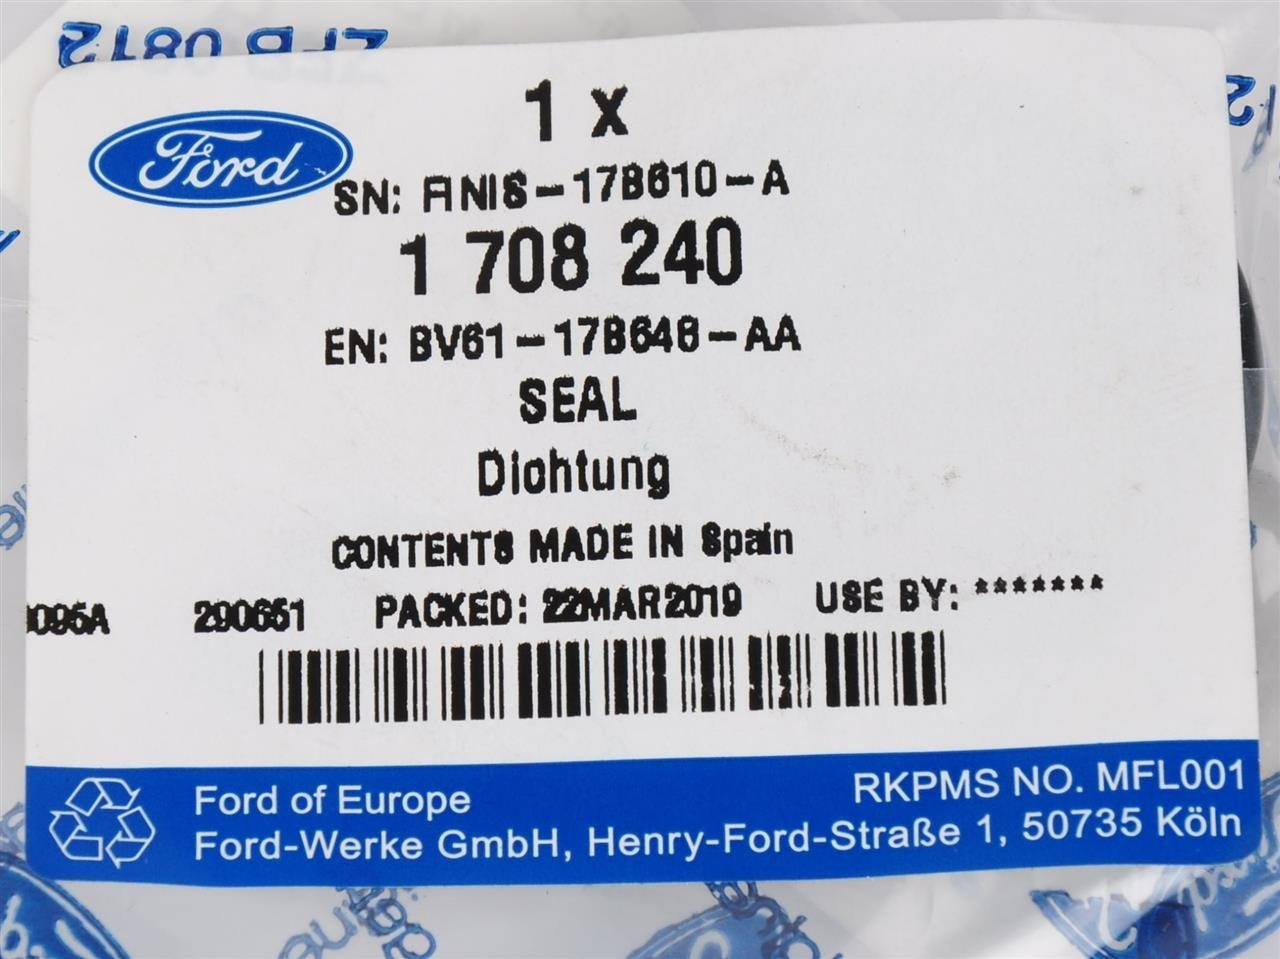 1 x
Ford
SN: FINIS-17B610-A
1 708 240
EN: BV61-17B648-AA
SEAL
Dichtung
CONTENTS MADE IN Spain
290651 PACKED: 22MAR2019 USE BY: *******
Ford of Europe
RKPMS NO. MFL001
Ford-Werke GmbH, Henry-Ford-Straße 1, 50735 Köln